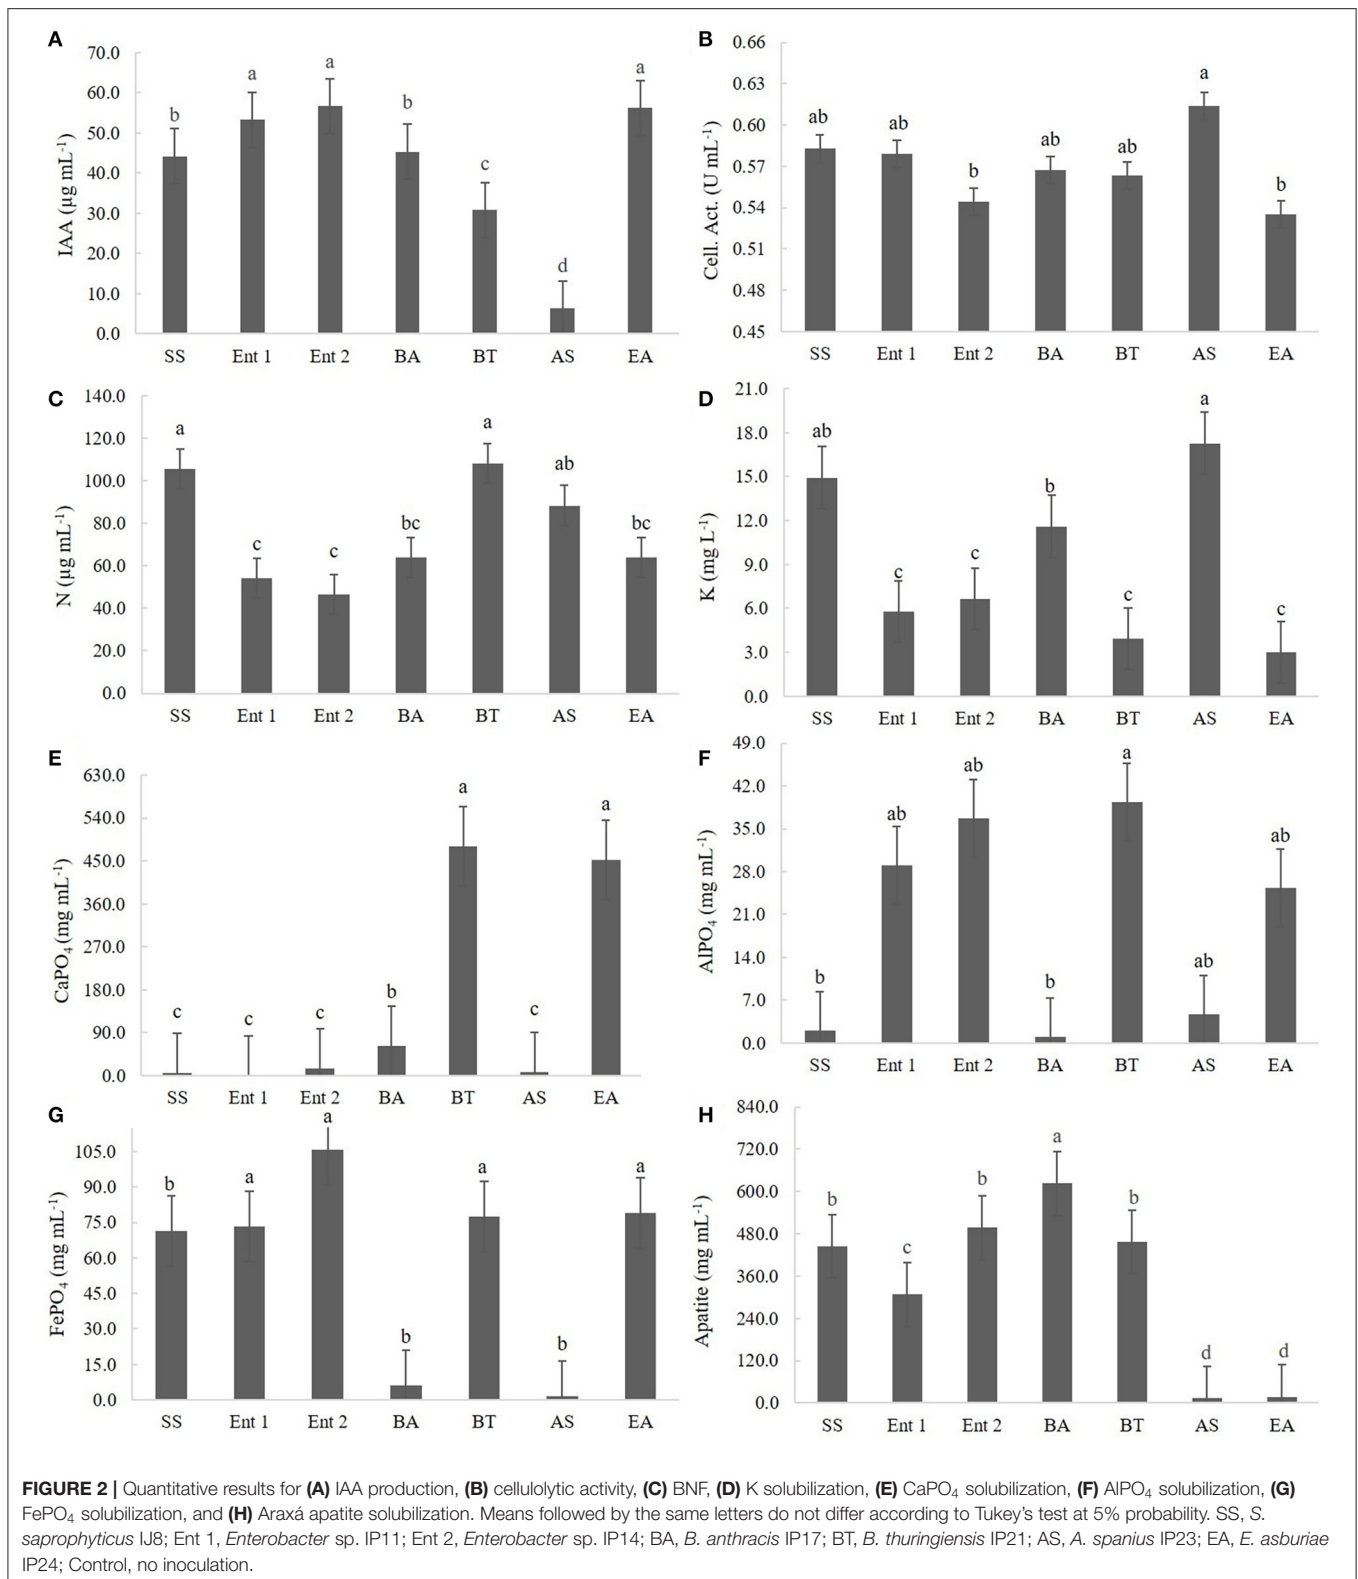 A
70.0
60.0
50.0
40.0
30.0
20.0
10.0
0.0
IAA (µg mL-1)
b
a
a
b
c
d
a
SS Ent 1 Ent 2 BA BT AS EA
B
0.66
0.63
0.60
0.57
0.54
0.51
0.48
0.45
Cell. Act. (U mL-1)
ab
ab
b
ab
ab
a
b
SS Ent 1 Ent 2 BA BT AS EA
C
140.0
120.0
100.0
80.0
60.0
40.0
20.0
0.0
N (µg mL-1)
a
c
c
bc
a
ab
bc
SS Ent 1 Ent 2 BA BT AS EA
D
21.0
18.0
15.0
12.0
9.0
6.0
3.0
0.0
K (mg L-1)
ab
c
c
b
c
a
c
SS Ent 1 Ent 2 BA BT AS EA
E
630.0
540.0
450.0
360.0
270.0
180.0
90.0
0.0
CaPO4 (mg mL-1)
c
c
c
b
a
c
a
SS Ent 1 Ent 2 BA BT AS EA
F
49.0
42.0
35.0
28.0
21.0
14.0
7.0
0.0
AlPO4 (mg mL-1)
b
ab
ab
b
a
ab
ab
SS Ent 1 Ent 2 BA BT AS EA
G
105.0
90.0
75.0
60.0
45.0
30.0
15.0
0.0
FePO4 (mg mL-1)
b
a
a
b
a
b
a
SS Ent 1 Ent 2 BA BT AS EA
H
840.0
720.0
600.0
480.0
360.0
240.0
120.0
0.0
Apatite (mg mL-1)
b
c
b
a
b
d
d
SS Ent 1 Ent 2 BA BT AS EA
FIGURE 2 | Quantitative results for (A) IAA production, (B) cellulolytic activity, (C) BNF, (D) K solubilization, (E) CaPO4 solubilization, (F) AlPO4 solubilization, (G)
FePO4 solubilization, and (H) Araxá apatite solubilization. Means followed by the same letters do not differ according to Tukey's test at 5% probability. SS, S.
saprophyticus IJ8; Ent 1, Enterobacter sp. IP11; Ent 2, Enterobacter sp. IP14; BA, B. anthracis IP17; BT, B. thuringiensis IP21; AS, A. spanius IP23; EA, E. asburiae
IP24; Control, no inoculation.